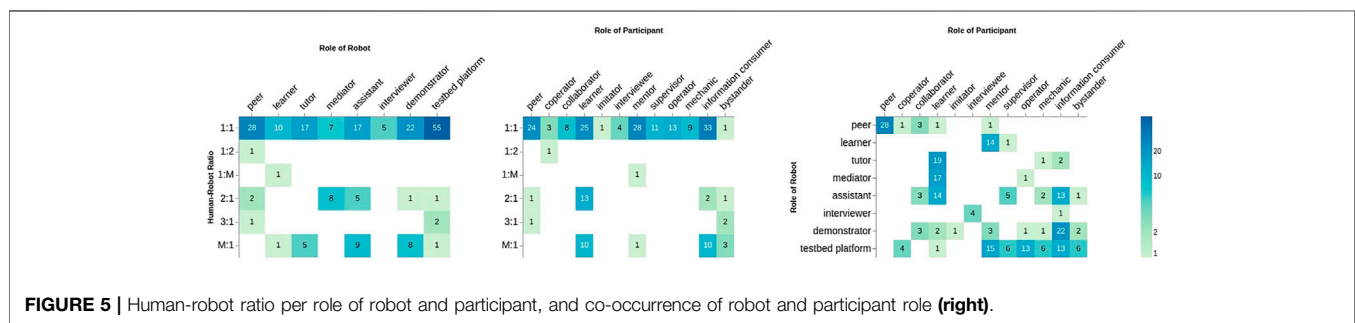 Role of Robot
peer
learner
tutor
mediator
assistant
interviewer
demonstrator
testbed platform
Human-Robot Ratio
1:1 28 10 17 7 17 5 22 55
1:2 1
1:M 1
2:1 2 8 5 1 1
3:1 1 2
M:1 1 5 9 8 1
Role of Participant
peer
coperator
collaborator
learner
imitator
interviewee
mentor
supervisor
operator
mechanic
information consumer
bystander
1:1 24 3 8 25 1 4 28 11 13 9 33 1
1:2 1
1:M 1
2:1 1 13 2 1
3:1 1 2
M:1 10 1 10 3
Role of Participant
peer
coperator
collaborator
learner
imitator
interviewee
mentor
supervisor
operator
mechanic
information consumer
bystander
Role of Robot
peer 28 1 3 1 1
learner 14 1
tutor 19 1 2
mediator 17 1
assistant 3 14 5 2 13 1
interviewer 4 1
demonstrator 3 2 1 3 1 1 22 2
testbed platform 4 1 15 6 13 6 13 6
20
10
2
1
FIGURE 5 | Human-robot ratio per role of robot and participant, and co-occurrence of robot and participant role (right).